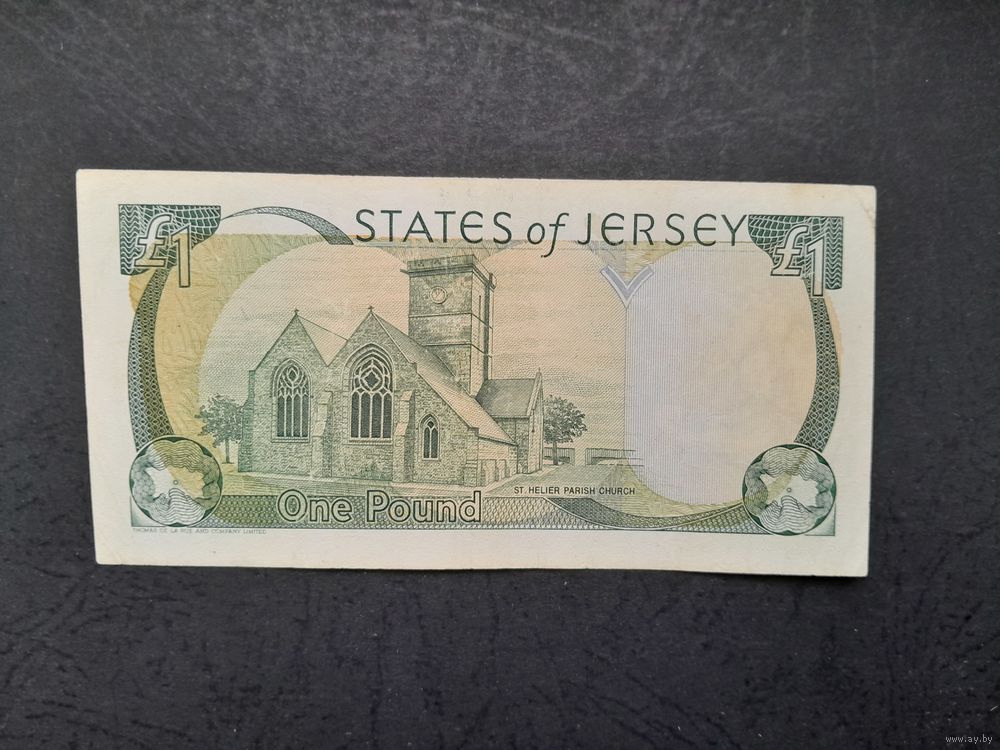 £1
STATES of JERSEY
£1
ST. HELIER PARISH CHURCH
One Pound
THOMAS DE LA RUE AND COMPANY LIMITED
www.ay.by